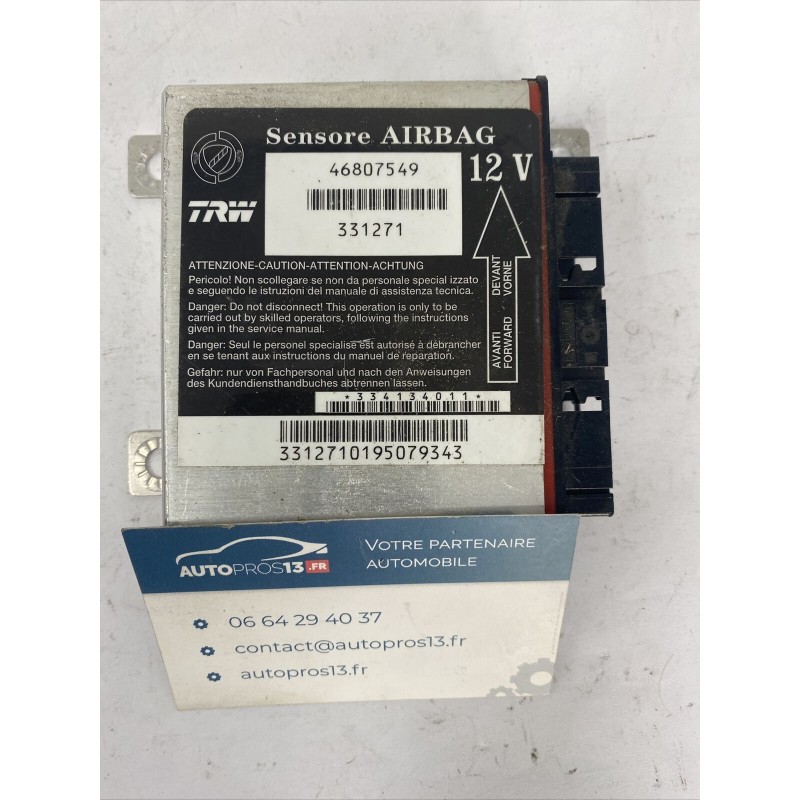 Sensore AIRBAG
46807549
12 V
TRW
331271
ATTENZIONE-CAUTION-ATTENTION-ACHTUNG
Pericolo! Non scollegare se non da personale special izzato
e seguendo le istruzioni del manuale di assistenza tecnica.
Danger: Do not disconnect! This operation is only to be
carried out by skilled operators, following the instructions
given in the service manual.
Danger: Seul le personel specialise est autorisé à débrancher
en se tenant aux instructions du manuel de reparation.
Gefahr: nur von Fachpersonal und nach den Anweisungen
des Kundendiensthandbuches abtrennen lassen.
AVANTI DEVANT
FORWARD VORNE
*334134011*
3312710195079343
AUTOPROS13.FR
VOTRE PARTENAIRE
AUTOMOBILE
06 64 29 40 37
contact@autopros13.fr
autopros13.fr